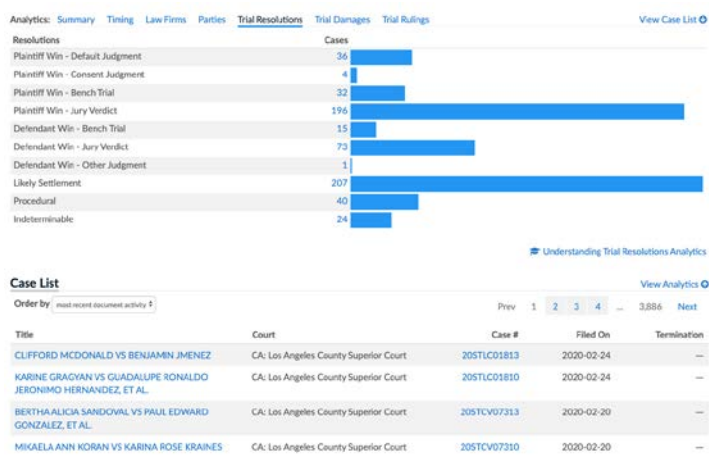 Analytics: Summary Timing Law Firms Parties Trial Resolutions Trial Damages Trial Rulings View Case List
Resolutions Cases
Plaintiff Win - Default Judgment 36
Plaintiff Win - Consent Judgment 4
Plaintiff Win - Bench Trial 32
Plaintiff Win - Jury Verdict 196
Defendant Win - Bench Trial 15
Defendant Win - Jury Verdict 73
Defendant Win - Other Judgment 1
Likely Settlement 207
Procedural 40
Indeterminable 24
Understanding Trial Resolutions Analytics
Case List View Analytics
Order by most recent document activity Prev 1 2 3 4 ... 3,886 Next
Title Court Case # Filed On Termination
CLIFFORD MCDONALD VS BENJAMIN JMENEZ CA: Los Angeles County Superior Court 20STLC01813 2020-02-24 —
KARINE GRAGYAN VS GUADALUPE RONALDO CA: Los Angeles County Superior Court 20STLC01810 2020-02-24 —
JERONIMO HERNANDEZ, ET AL.
BERTHA ALICIA SANDOVAL VS PAUL EDWARD CA: Los Angeles County Superior Court 20STCV07313 2020-02-20 —
GONZALEZ, ET AL.
MIKAELA ANN KORAN VS KARINA ROSE KRAINES CA: Los Angeles County Superior Court 20STCV07310 2020-02-20 —